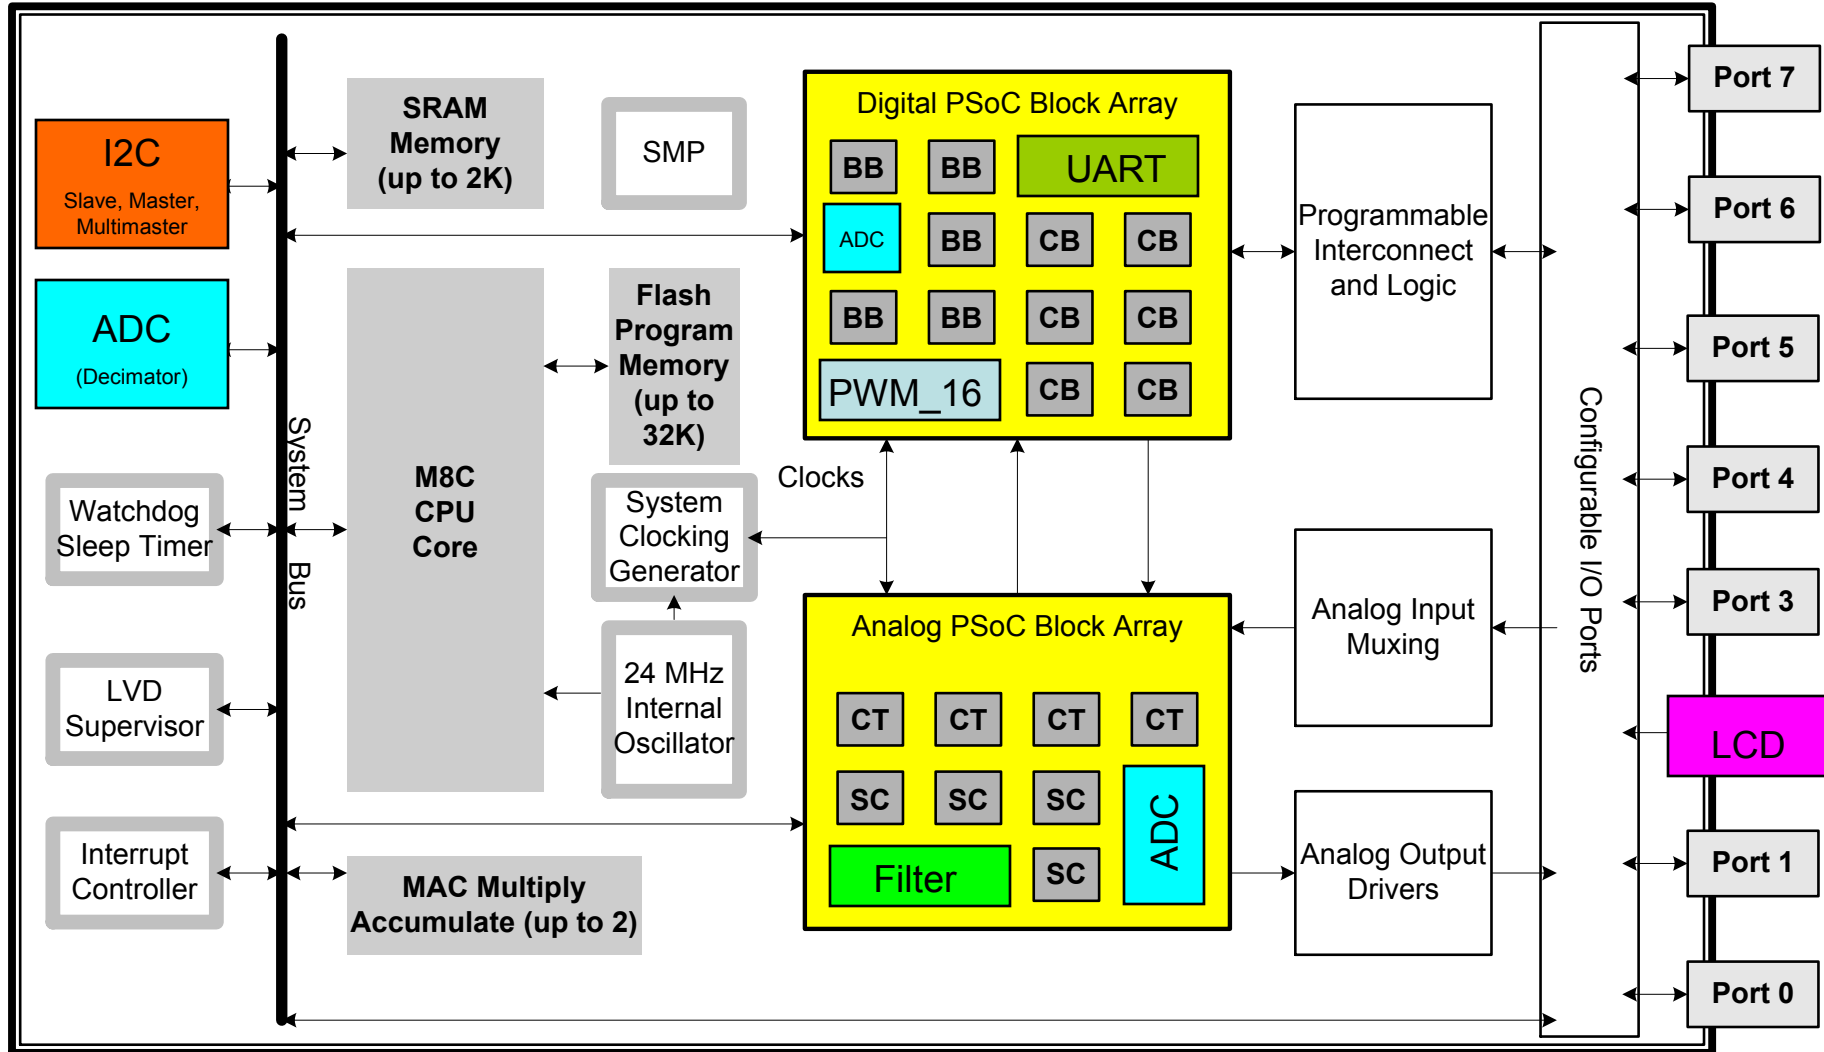 I2C
Slave, Master,
Multimaster
ADC
(Decimator)
Watchdog
Sleep Timer
LVD
Supervisor
Interrupt
Controller
System
Bus
SRAM
Memory
(up to 2K)
SMP
M8C
CPU
Core
Flash
Program
Memory
(up to
32K)
System
Clocking
Generator
24 MHz
Internal
Oscillator
MAC Multiply
Accumulate (up to 2)
Clocks
Digital PSoC Block Array
BB BB UART
ADC BB CB CB
BB BB CB CB
PWM_16 CB CB
Analog PSoC Block Array
CT CT CT CT
SC SC SC ADC
Filter SC
Programmable
Interconnect
and Logic
Analog Input
Muxing
Analog Output
Drivers
Configurable I/O Ports
Port 7
Port 6
Port 5
Port 4
Port 3
LCD
Port 1
Port 0